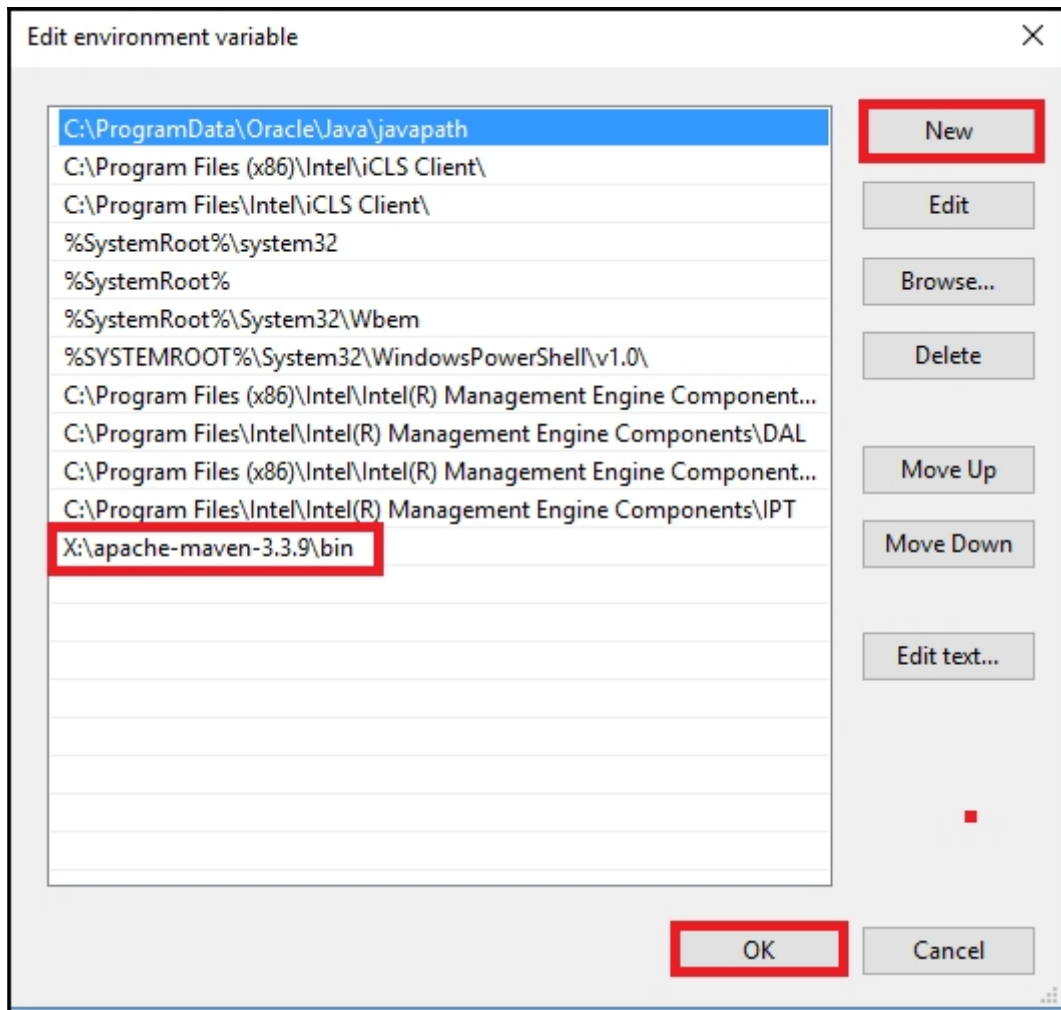 Edit environment variable
C:\ProgramData\Oracle\Java\javapath
C:\Program Files (x86)\Intel\iCLS Client\
C:\Program Files\Intel\iCLS Client\
%SystemRoot%\system32
%SystemRoot%
%SystemRoot%\System32\Wbem
%SYSTEMROOT%\System32\WindowsPowerShell\v1.0\
C:\Program Files (x86)\Intel\Intel(R) Management Engine Component...
C:\Program Files\Intel\Intel(R) Management Engine Components\DAL
C:\Program Files (x86)\Intel\Intel(R) Management Engine Component...
C:\Program Files\Intel\Intel(R) Management Engine Components\IPT
X:\apache-maven-3.3.9\bin
New
Edit
Browse...
Delete
Move Up
Move Down
Edit text...
OK
Cancel